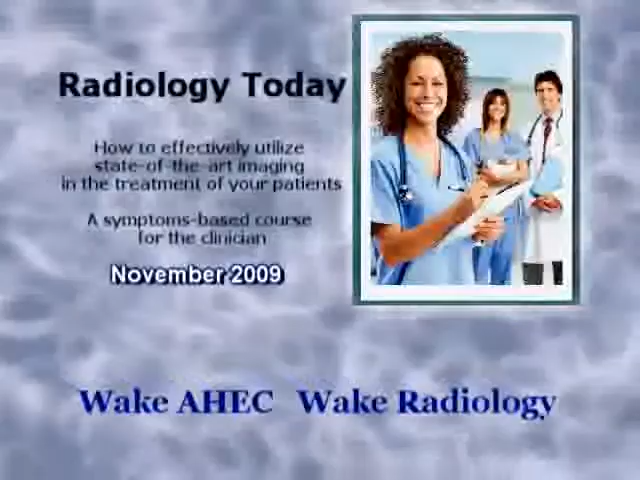 Radiology Today
How to effectively utilize
state-of-the-art imaging
in the treatment of your patients
A symptoms-based course
for the clinician
November 2009
Wake AHEC Wake Radiology